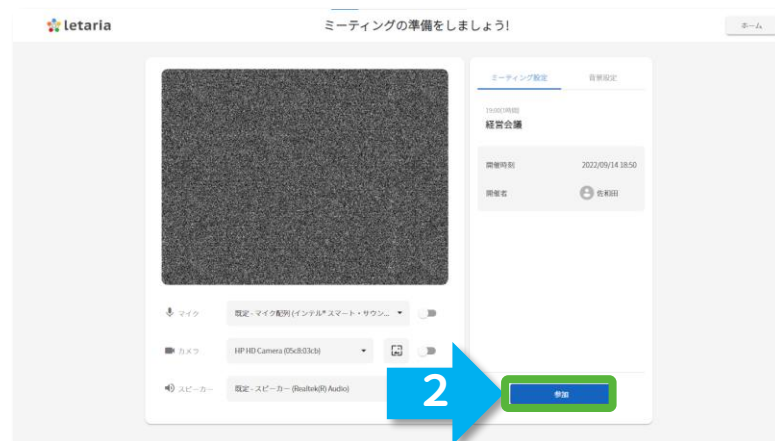 letaria
ミーティングの準備をしましょう!
ホーム
ミーティング設定
背景設定
経営会議
開催時刻
2022/09/14 18:50
開催者
佐和田
マイク
既定 - マイク配列 (インテル® スマート・サウン...
カメラ
HP HD Camera (05c8:03cb)
スピーカー
既定 - スピーカー (Realtek(R) Audio)
2
参加